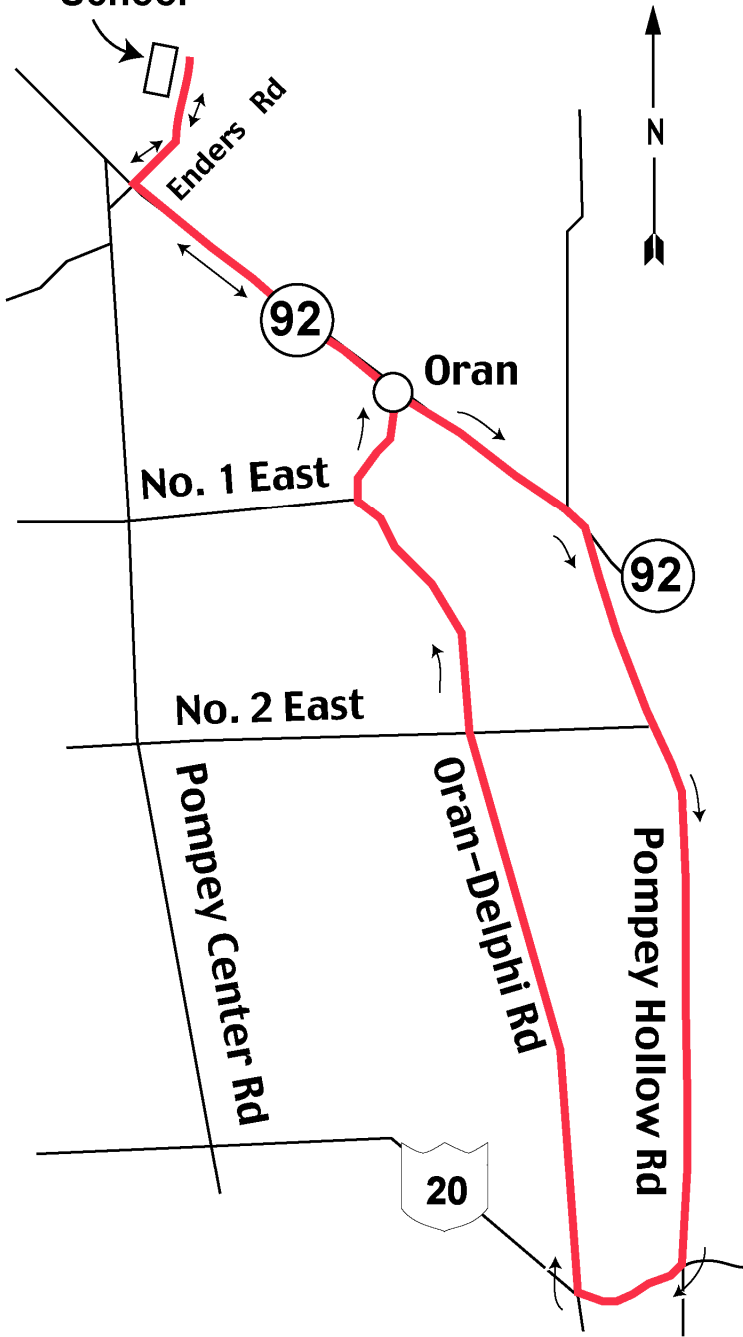 School
Enders Rd
N
92
Oran
No. 1 East
92
No. 2 East
Pompey Center Rd
Oran-Delphi Rd
Pompey Hollow Rd
20